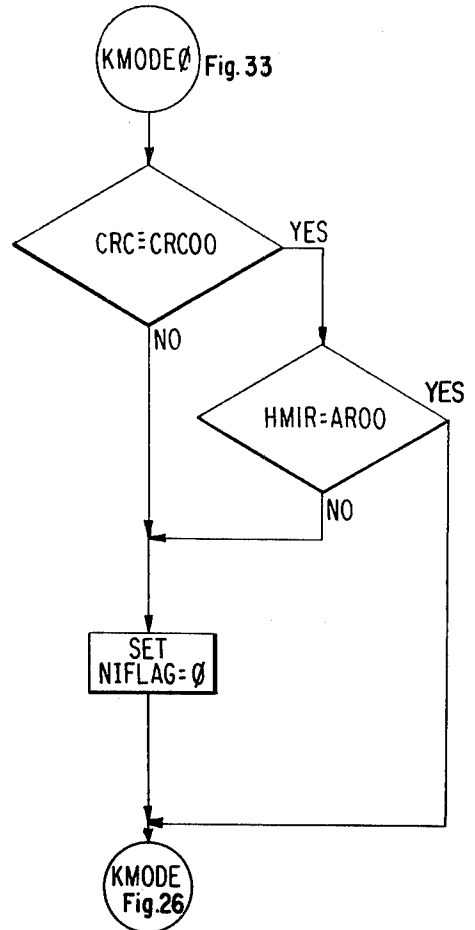 KMODEØ
Fig. 33
CRC=CRC00
YES
NO
YES
HMIR=AR00
NO
SET
NIFLAG=Ø
KMODE
Fig.26